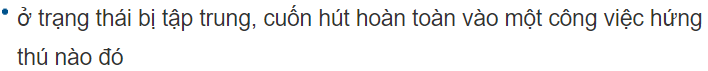 • ở trạng thái bị tập trung, cuốn hút hoàn toàn vào một công việc hứng
thú nào đó